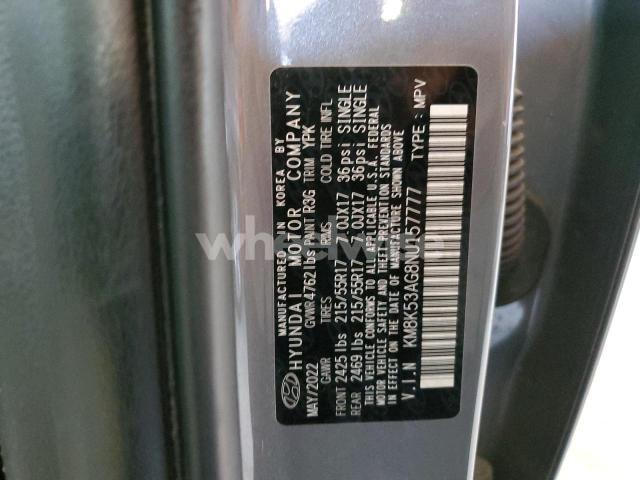 MANUFACTURED IN KOREA BY
HYUNDAI MOTOR COMPANY
MAY/2022 GVWR 4762 lbs PAINT R3G TRIM YPK
GAWR TIRES RIMS COLD TIRE INFL
FRONT 2425 lbs 215/55R17 7.0JX17 36psi SINGLE
REAR 2469 lbs 215/55R17 7.0JX17 36psi SINGLE
THIS VEHICLE CONFORMS TO ALL APPLICABLE U.S.A. FEDERAL
MOTOR VEHICLE SAFETY AND THEFT PREVENTION STANDARDS
IN EFFECT ON THE DATE OF MANUFACTURE SHOWN ABOVE
V.I.N : KM8K53AG8NU157777 TYPE : MPV